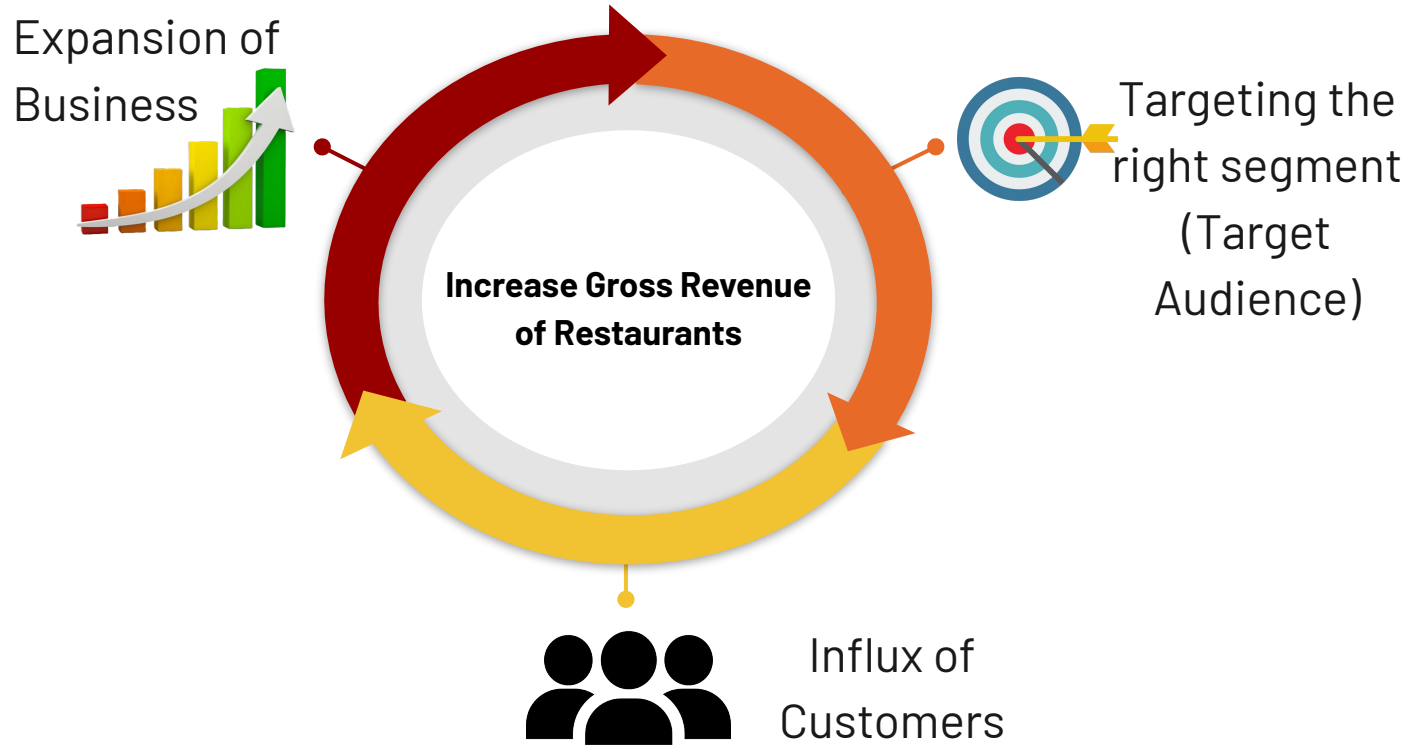 Expansion of
Business
Targeting the
right segment
(Target
Audience)
Increase Gross Revenue
of Restaurants
Influx of
Customers